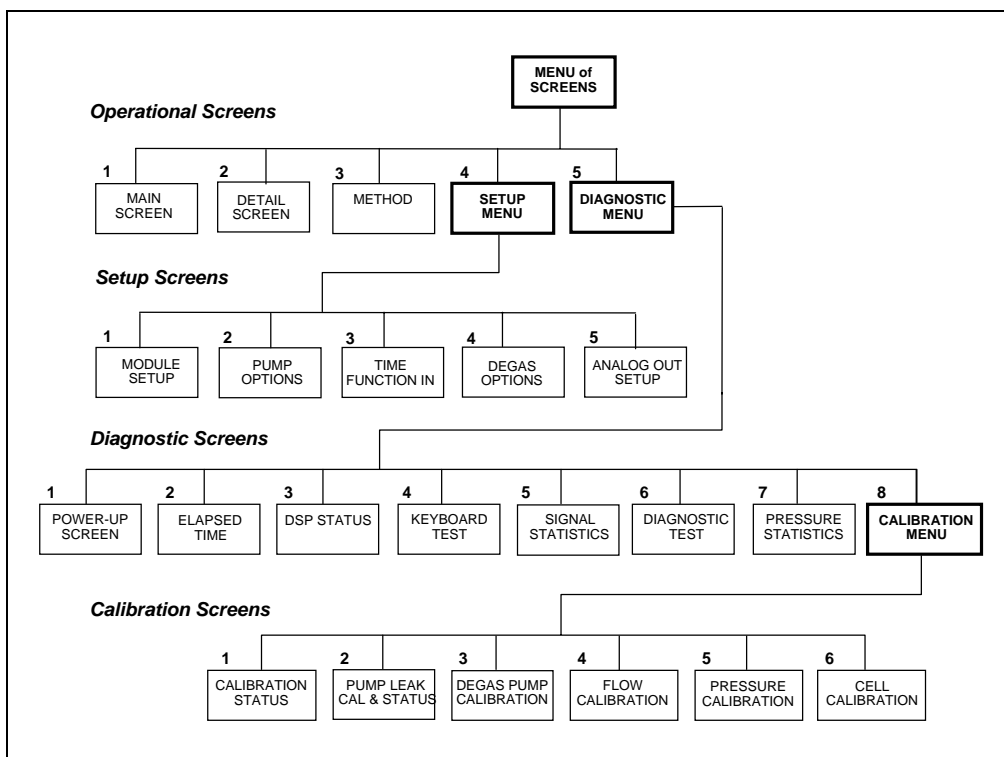 MENU of
SCREENS
Operational Screens
1
MAIN
SCREEN
2
DETAIL
SCREEN
3
METHOD
4
SETUP
MENU
5
DIAGNOSTIC
MENU
Setup Screens
1
MODULE
SETUP
2
PUMP
OPTIONS
3
TIME
FUNCTION IN
4
DEGAS
OPTIONS
5
ANALOG OUT
SETUP
Diagnostic Screens
1
POWER-UP
SCREEN
2
ELAPSED
TIME
3
DSP STATUS
4
KEYBOARD
TEST
5
SIGNAL
STATISTICS
6
DIAGNOSTIC
TEST
7
PRESSURE
STATISTICS
8
CALIBRATION
MENU
Calibration Screens
1
CALIBRATION
STATUS
2
PUMP LEAK
CAL & STATUS
3
DEGAS PUMP
CALIBRATION
4
FLOW
CALIBRATION
5
PRESSURE
CALIBRATION
6
CELL
CALIBRATION